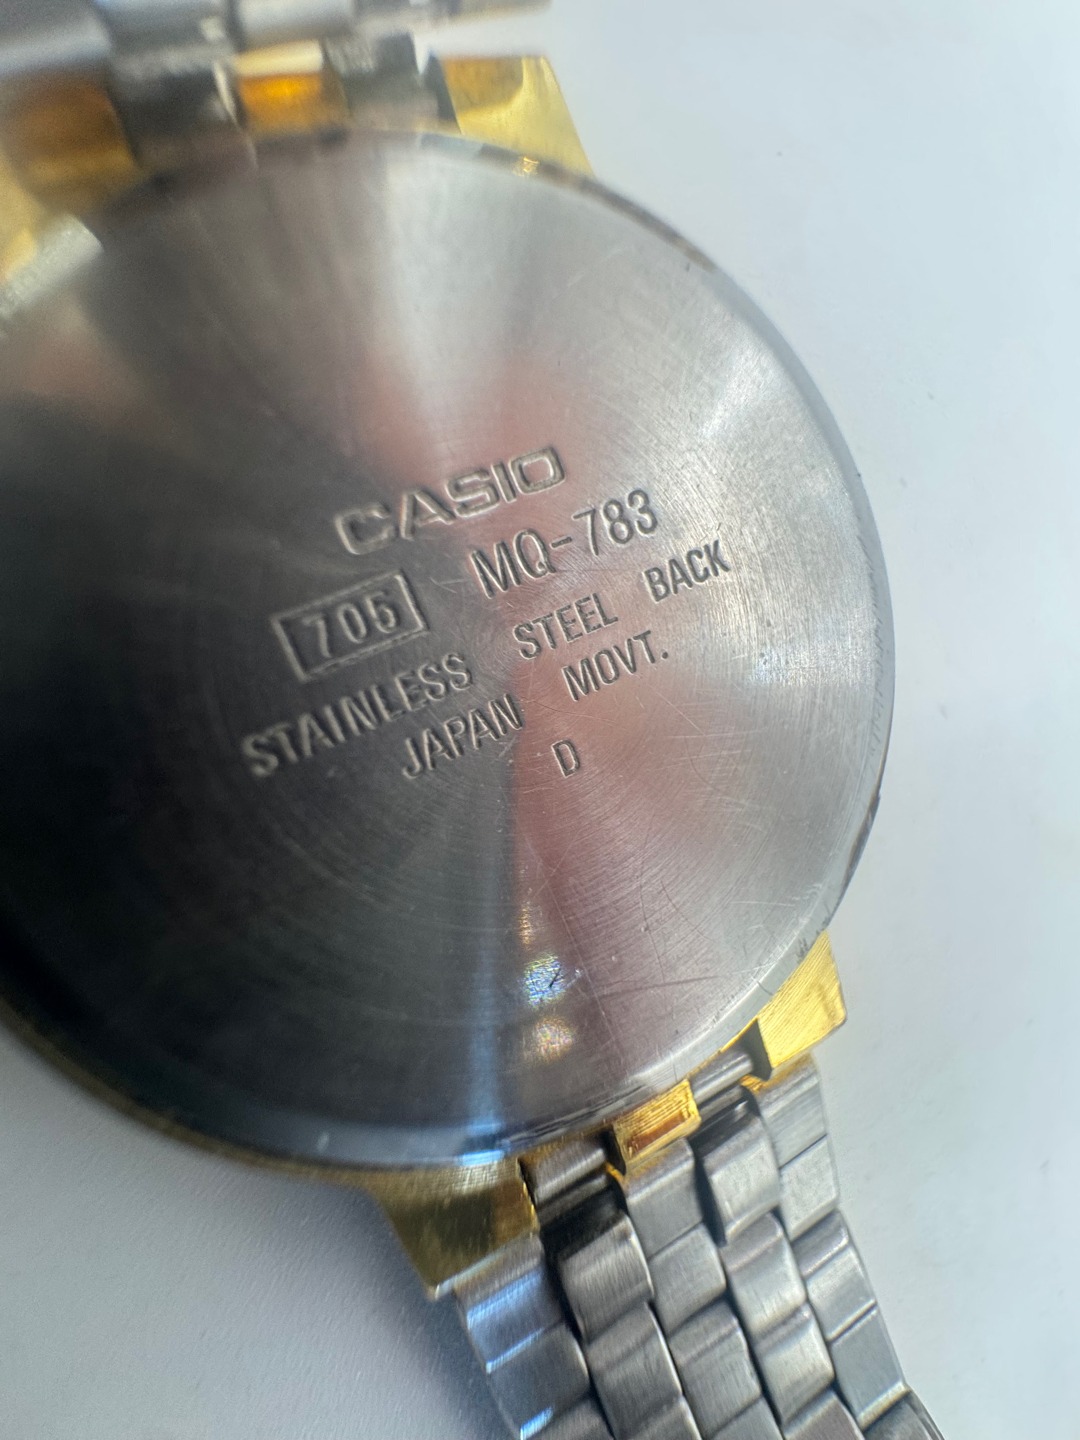 CASIO
705 MQ-783
STAINLESS STEEL BACK
JAPAN MOVT.
D